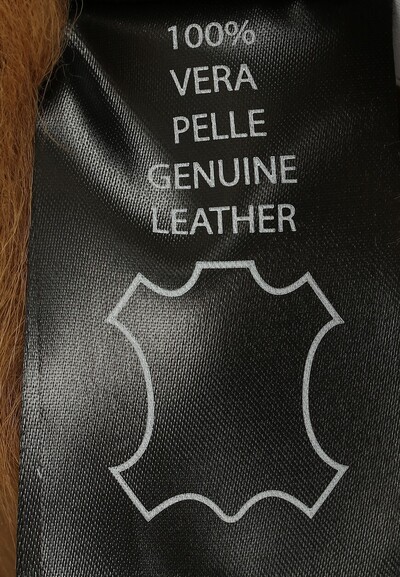 100%
VERA
PELLE
GENUINE
LEATHER